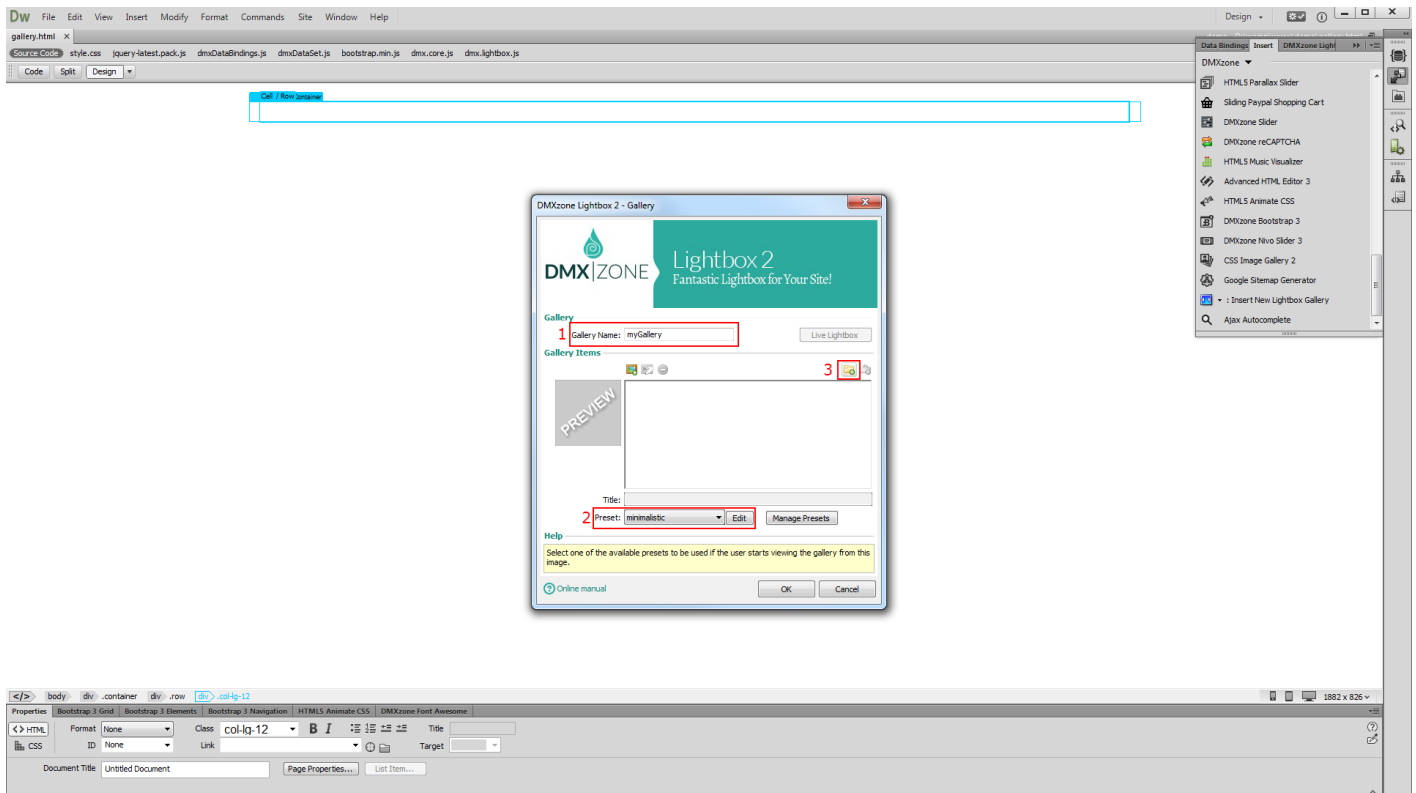 Dw File Edit View Insert Modify Format Commands Site Window Help Design
gallery.html ×
Source Code style.css jquery-latest.pack.js dmxDataBindings.js dmxDataSet.js bootstrap.min.js dmx.core.js dmx.lightbox.js
Code Split Design
Data Bindings Insert DMXzone Light
DMXzone
HTML5 Parallax Slider
Sliding Paypal Shopping Cart
DMXzone Slider
DMXzone reCAPTCHA
HTML5 Music Visualizer
Advanced HTML Editor 3
HTML5 Animate CSS
DMXzone Bootstrap 3
DMXzone Nivo Slider 3
CSS Image Gallery 2
Google Sitemap Generator
: Insert New Lightbox Gallery
Ajax Autocomplete
Cell / Row ontainer
DMXzone Lightbox 2 - Gallery
DMX|ZONE
Lightbox 2
Fantastic Lightbox for Your Site!
Gallery
1 Gallery Name: myGallery Live Lightbox
Gallery Items
3
PREVIEW
Title:
2 Preset: minimalistic Edit Manage Presets
Help
Select one of the available presets to be used if the user starts viewing the gallery from this
image.
Online manual OK Cancel
</> body div .container div .row div .col-lg-12 1882 x 826
Properties Bootstrap 3 Grid Bootstrap 3 Elements Bootstrap 3 Navigation HTML5 Animate CSS DMXzone Font Awesome
<> HTML Format None Class col-lg-12 B I Title
CSS ID None Link Target
Document Title Untitled Document Page Properties... List Item...